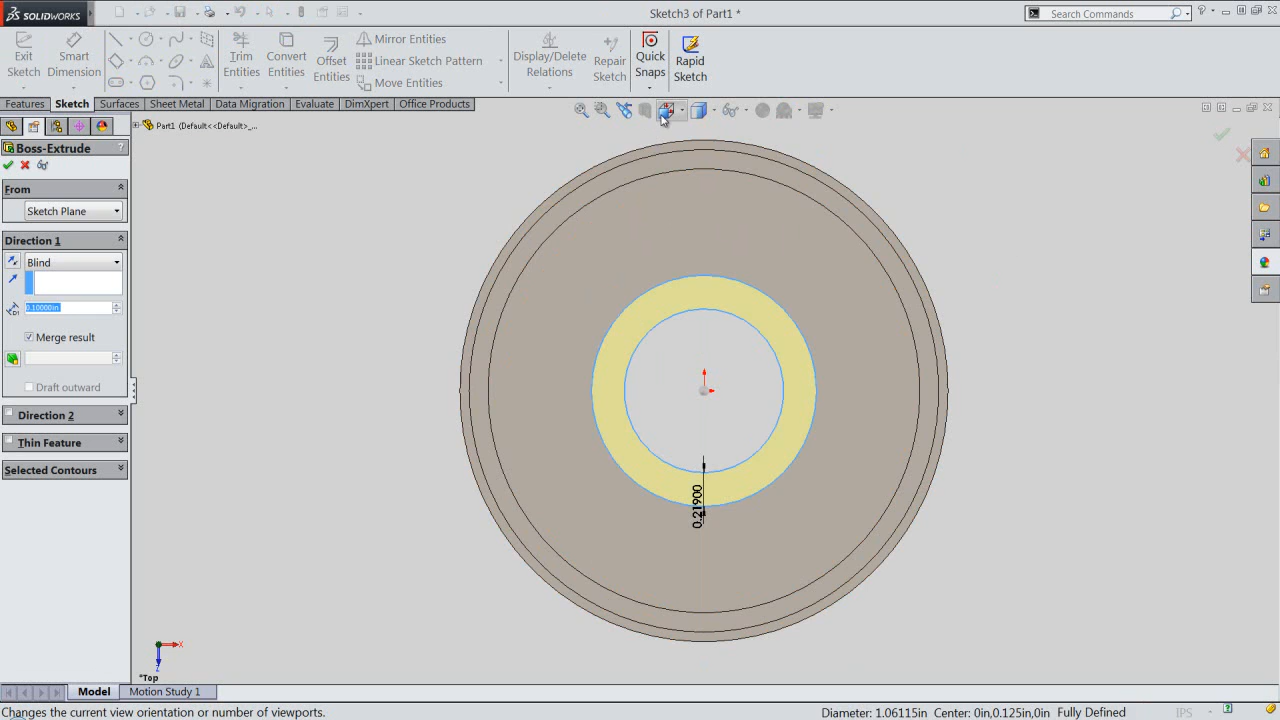 SOLIDWORKS
Sketch3 of Part1 *
Search Commands
Exit Sketch
Smart Dimension
Trim Entities
Convert Entities
Offset Entities
Mirror Entities
Linear Sketch Pattern
Move Entities
Display/Delete Relations
Repair Sketch
Quick Snaps
Rapid Sketch
Features
Sketch
Surfaces
Sheet Metal
Data Migration
Evaluate
DimXpert
Office Products
Part1 (Default<<Default>_...
Boss-Extrude
?
From
Sketch Plane
Direction 1
Blind
0.10000in
Merge result
Draft outward
Direction 2
Thin Feature
Selected Contours
0.21900
X
Z
*Top
Model
Motion Study 1
Changes the current view orientation or number of viewports.
Diameter: 1.06115in Center: 0in,0.125in,0in Fully Defined
IPS